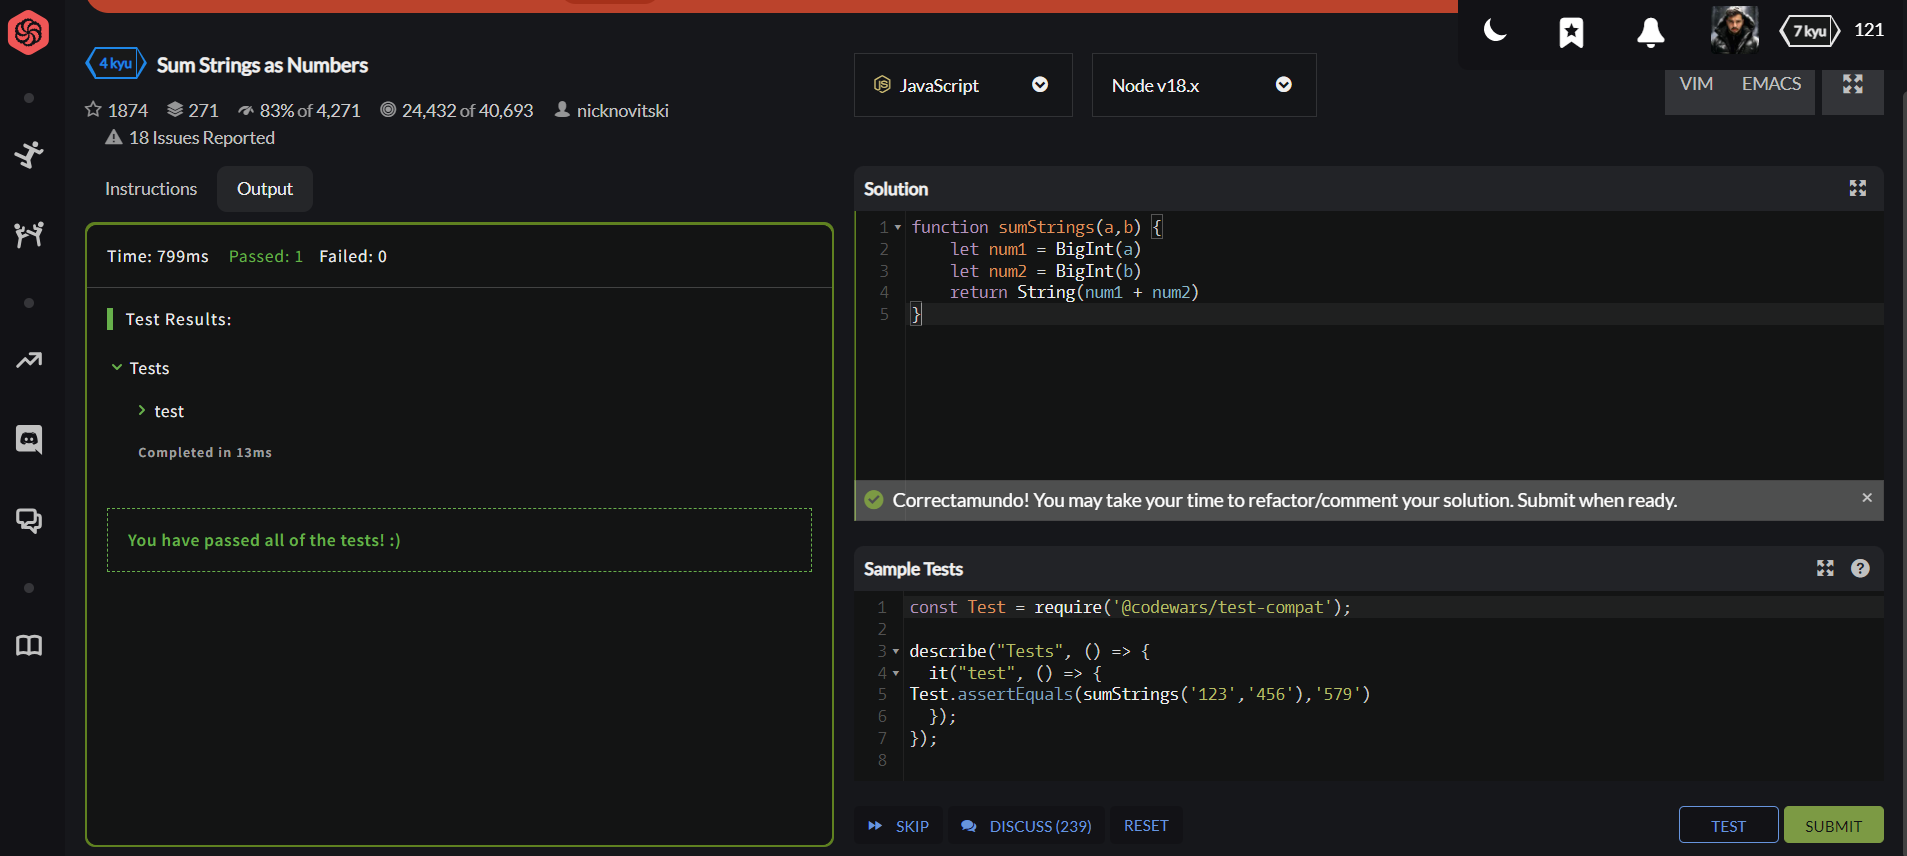 7 kyu 121
4 kyu Sum Strings as Numbers
1874 271 83% of 4,271 24,432 of 40,693 nicknovitski
18 Issues Reported
JS JavaScript
Node v18.x
VIM EMACS
Instructions Output
Time: 799ms Passed: 1 Failed: 0
Test Results:
Tests
test
Completed in 13ms
You have passed all of the tests! :)
Solution
1 function sumStrings(a,b) {
2 let num1 = BigInt(a)
3 let num2 = BigInt(b)
4 return String(num1 + num2)
5 }
Correctamundo! You may take your time to refactor/comment your solution. Submit when ready. ×
Sample Tests ?
1 const Test = require('@codewars/test-compat');
2
3 describe("Tests", () => {
4 it("test", () => {
5 Test.assertEquals(sumStrings('123','456'),'579')
6 });
7 });
8
SKIP DISCUSS (239) RESET TEST SUBMIT